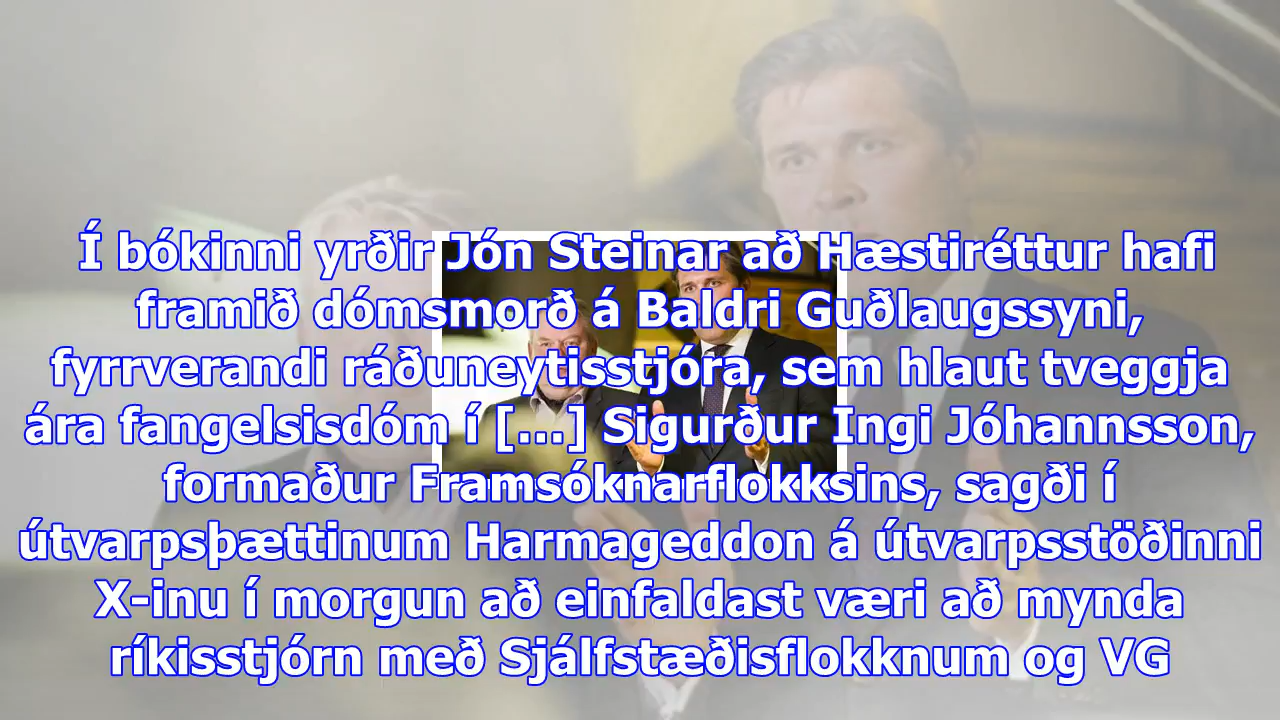 Í bókinni yrðir Jón Steinar að Hæstiréttur hafi
framið dómsmorð á Baldri Guðlaugssyni,
fyrrverandi ráðuneytisstjóra, sem hlaut tveggja
ára fangelsisdóm í [...] Sigurður Ingi Jóhannsson,
formaður Framsóknarflokksins, sagði í
útvarpsþættinum Harmageddon á útvarpsstöðinni
X-inu í morgun að einfaldast væri að mynda
ríkisstjórn með Sjálfstæðisflokknum og VG